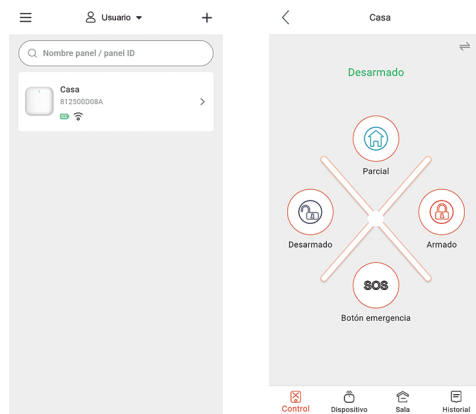 Usuario
Nombre panel / panel ID
Casa
812500D08A
Casa
Desarmado
Parcial
Desarmado
Armado
SOS
Botón emergencia
Control
Dispositivo
Sala
Historial